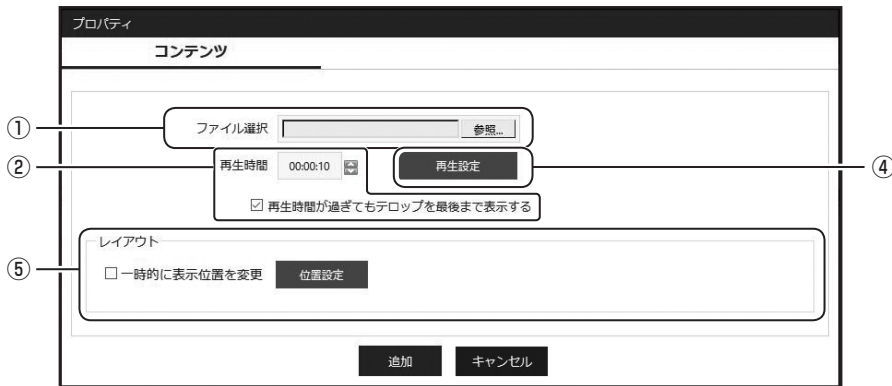 プロパティ
コンテンツ
① ファイル選択 参照...
② 再生時間 00:00:10 再生設定 ④
再生時間が過ぎてもテロップを最後まで表示する
レイアウト
⑤ 一時的に表示位置を変更 位置設定
追加 キャンセル